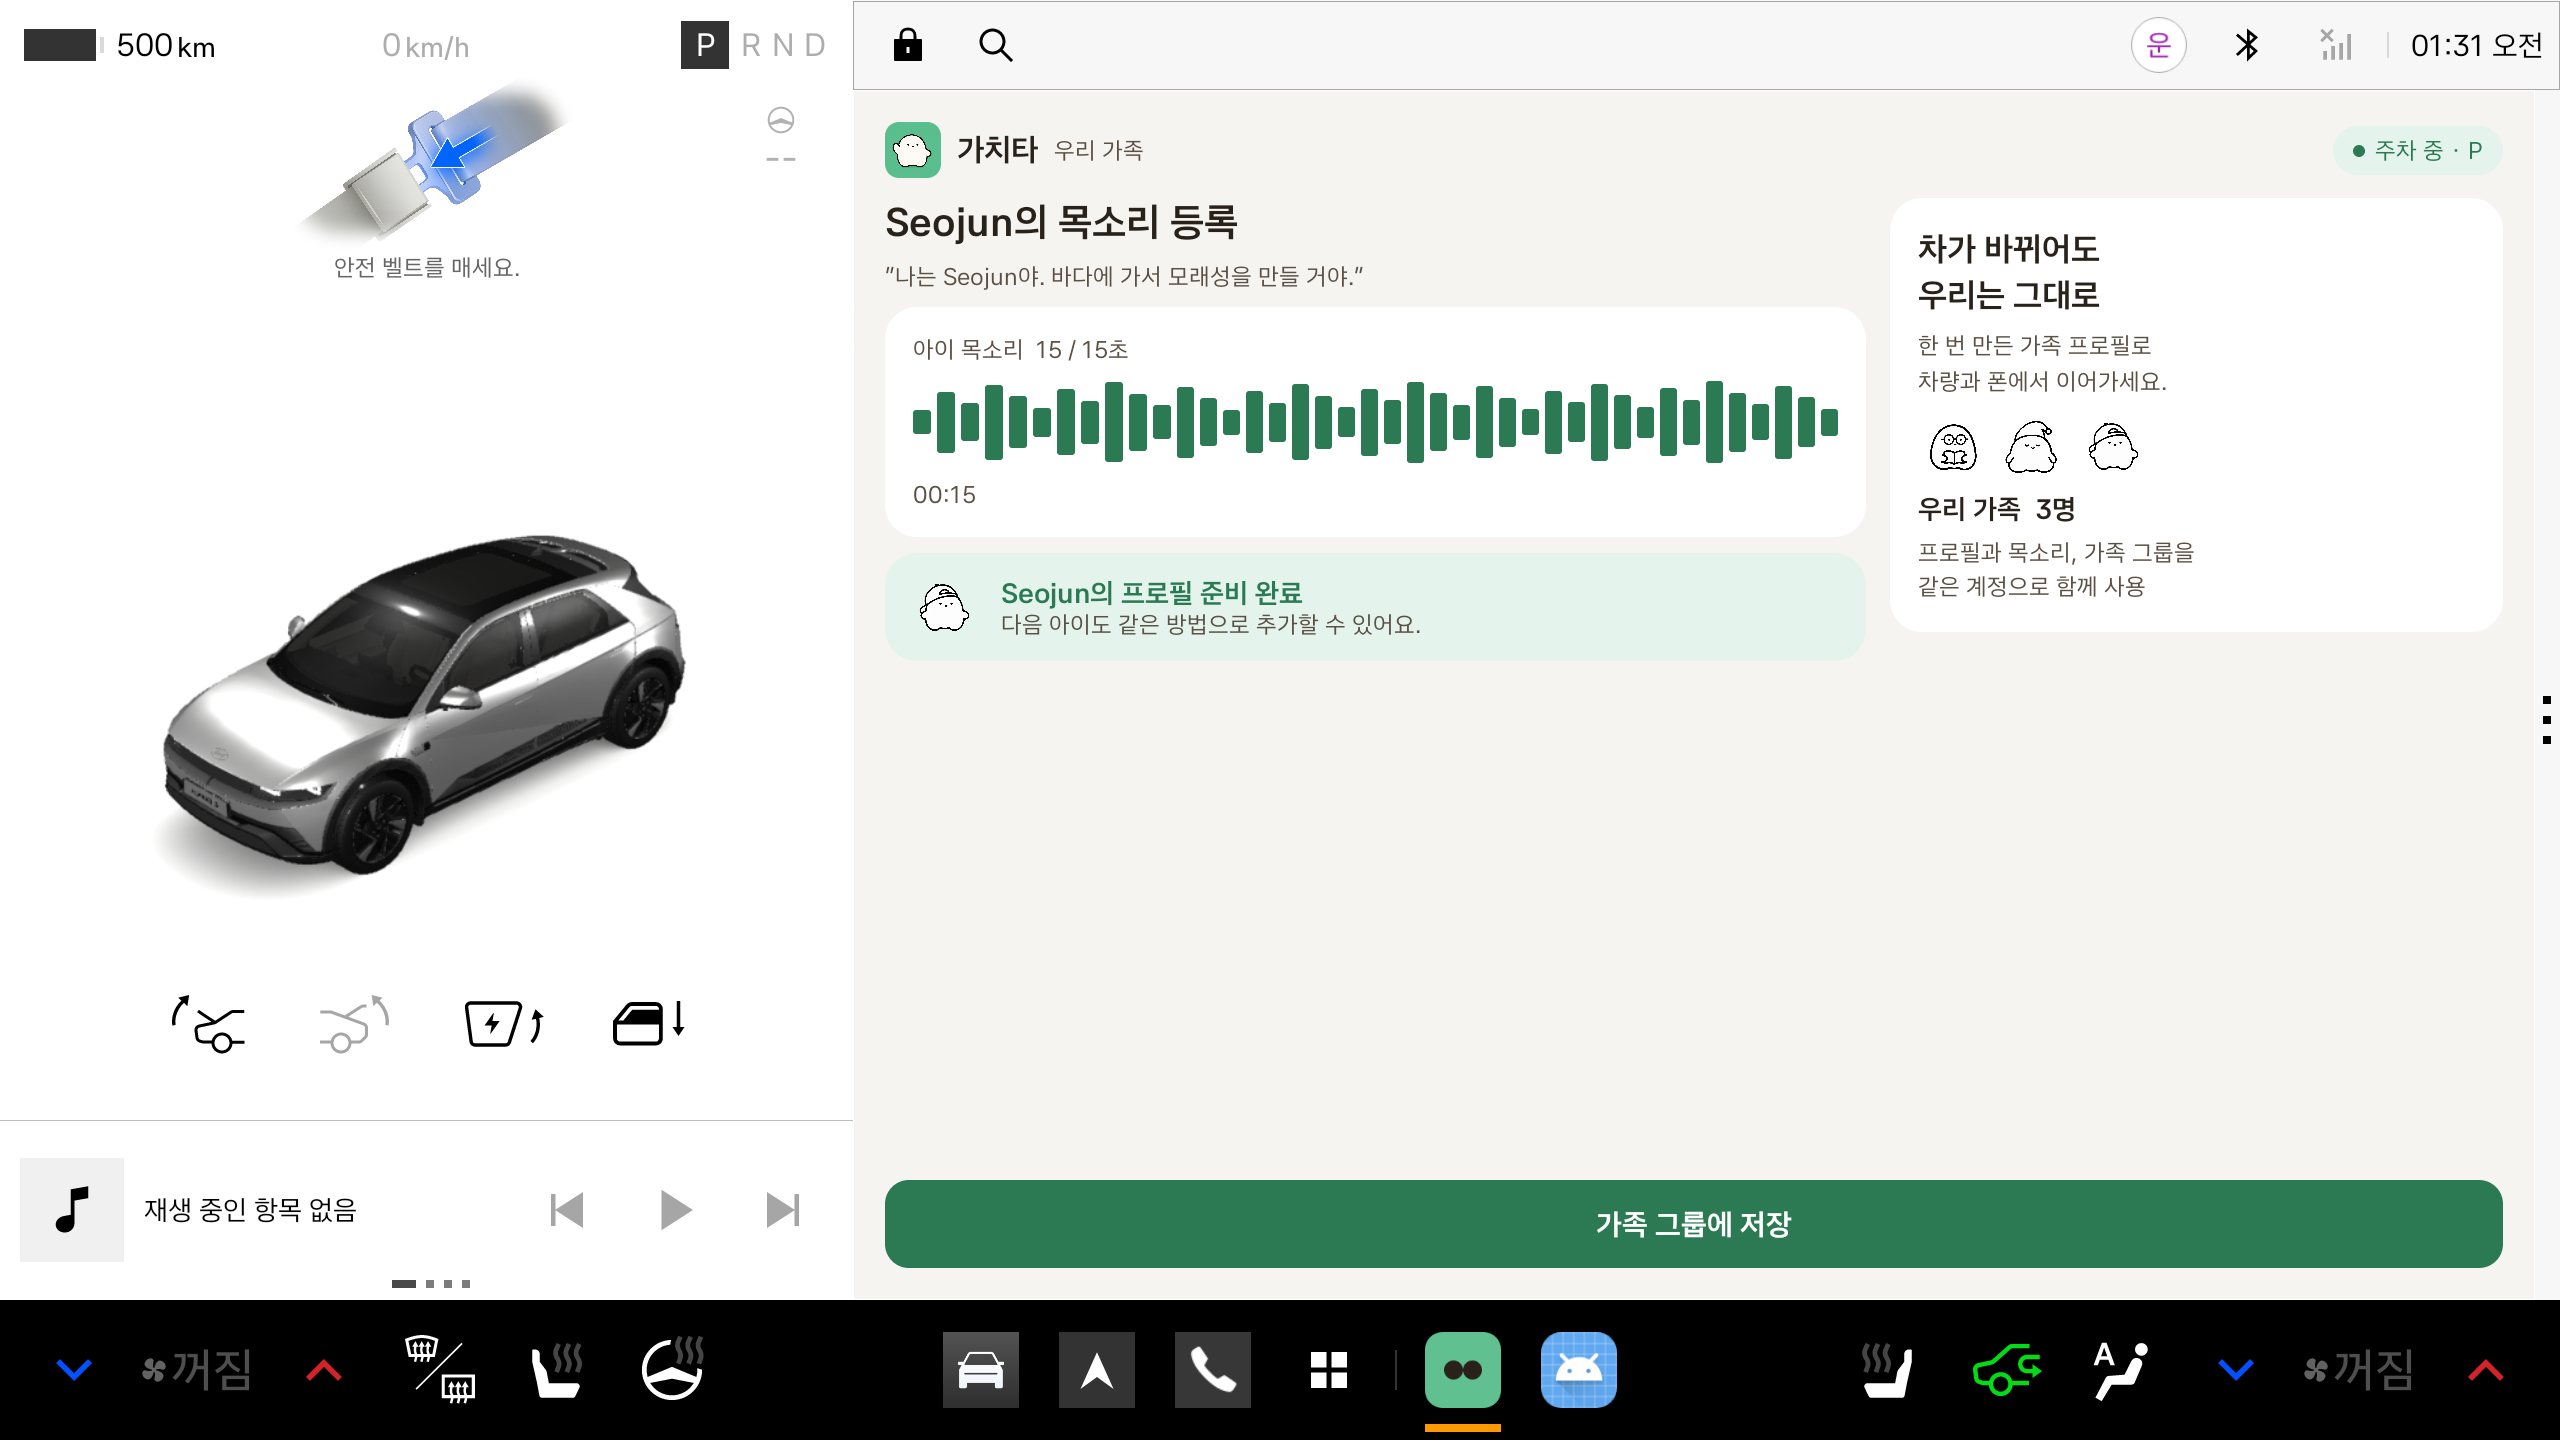 500 km
0 km/h
P R N D
운
01:31 오전
안전 벨트를 매세요.
가치타 우리 가족
주차 중 · P
Seojun의 목소리 등록
"나는 Seojun야. 바다에 가서 모래성을 만들 거야."
아이 목소리 15 / 15초
00:15
Seojun의 프로필 준비 완료
다음 아이도 같은 방법으로 추가할 수 있어요.
차가 바뀌어도
우리는 그대로
한 번 만든 가족 프로필로
차량과 폰에서 이어가세요.
우리 가족 3명
프로필과 목소리, 가족 그룹을
같은 계정으로 함께 사용
재생 중인 항목 없음
가족 그룹에 저장
꺼짐
A
꺼짐